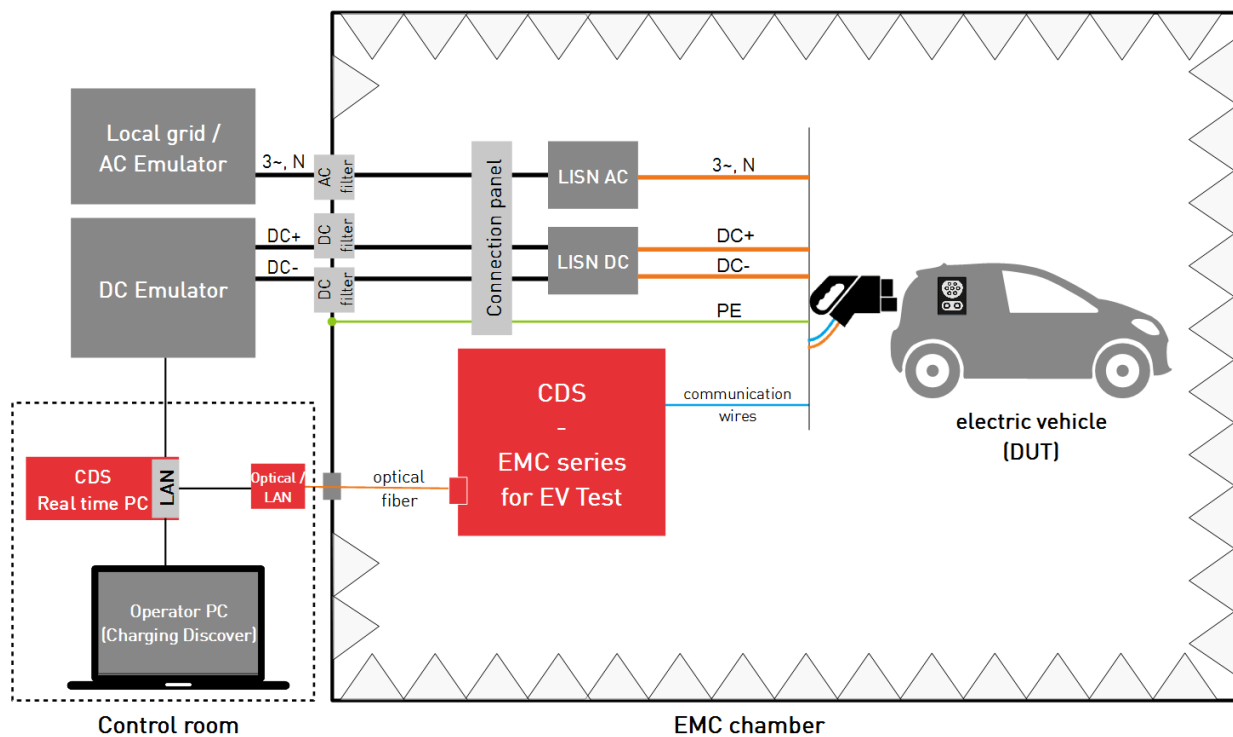 Local grid /
AC Emulator
3~, N
AC
filter
Connection panel
LISN AC
3~, N
DC Emulator
DC+
DC-
DC
filter
DC
filter
LISN DC
DC+
DC-
PE
CDS
-
EMC series
for EV Test
communication
wires
electric vehicle
(DUT)
CDS
Real time PC
LAN
Optical /
LAN
optical
fiber
Operator PC
(Charging Discover)
Control room
EMC chamber